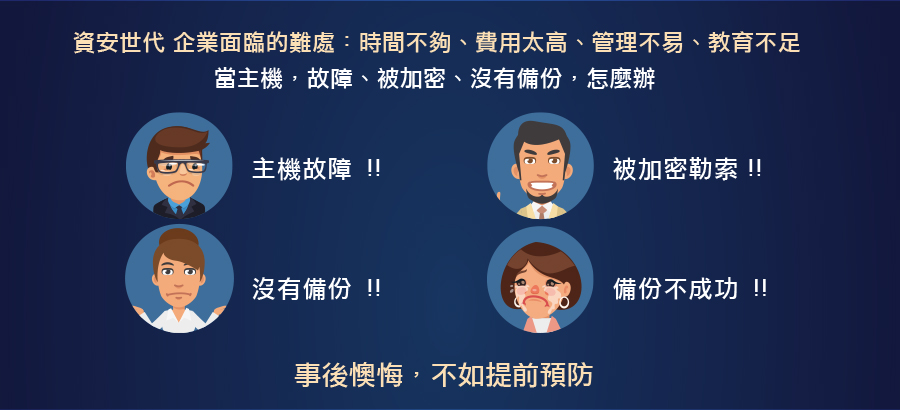 資安世代 企業面臨的難處：時間不夠、費用太高、管理不易、教育不足
當主機，故障、被加密、沒有備份，怎麼辦
主機故障 !!
被加密勒索 !!
沒有備份 !!
備份不成功 !!
事後懊悔，不如提前預防